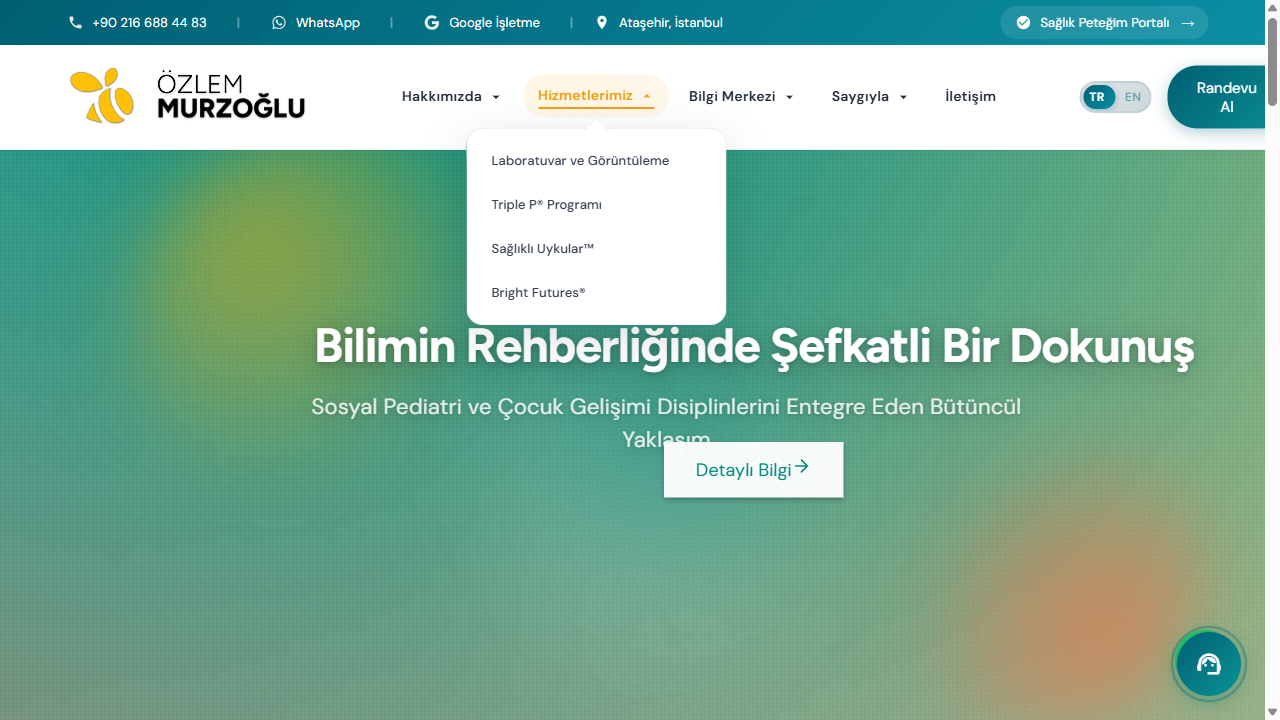 +90 216 688 44 83 | WhatsApp | Google İşletme | Ataşehir, İstanbul
Sağlık Peteğim Portalı →
ÖZLEM
MURZOĞLU
Hakkımızda
Hizmetlerimiz
Bilgi Merkezi
Saygıyla
İletişim
TR EN
Randevu
Al
Laboratuvar ve Görüntüleme
Triple P® Programı
Sağlıklı Uykular™
Bright Futures®
Bilimin Rehberliğinde Şefkatli Bir Dokunuş
Sosyal Pediatri ve Çocuk Gelişimi Disiplinlerini Entegre Eden Bütüncül
Yaklaşım
Detaylı Bilgi→